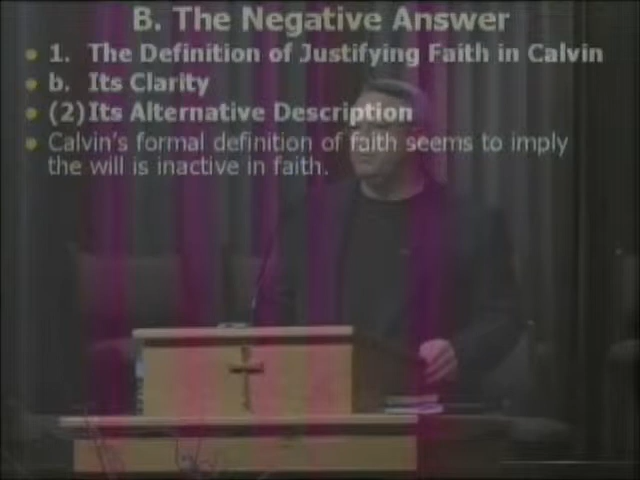 B. The Negative Answer
1. The Definition of Justifying Faith in Calvin
b. Its Clarity
(2)Its Alternative Description
Calvin's formal definition of faith seems to imply
the will is inactive in faith.